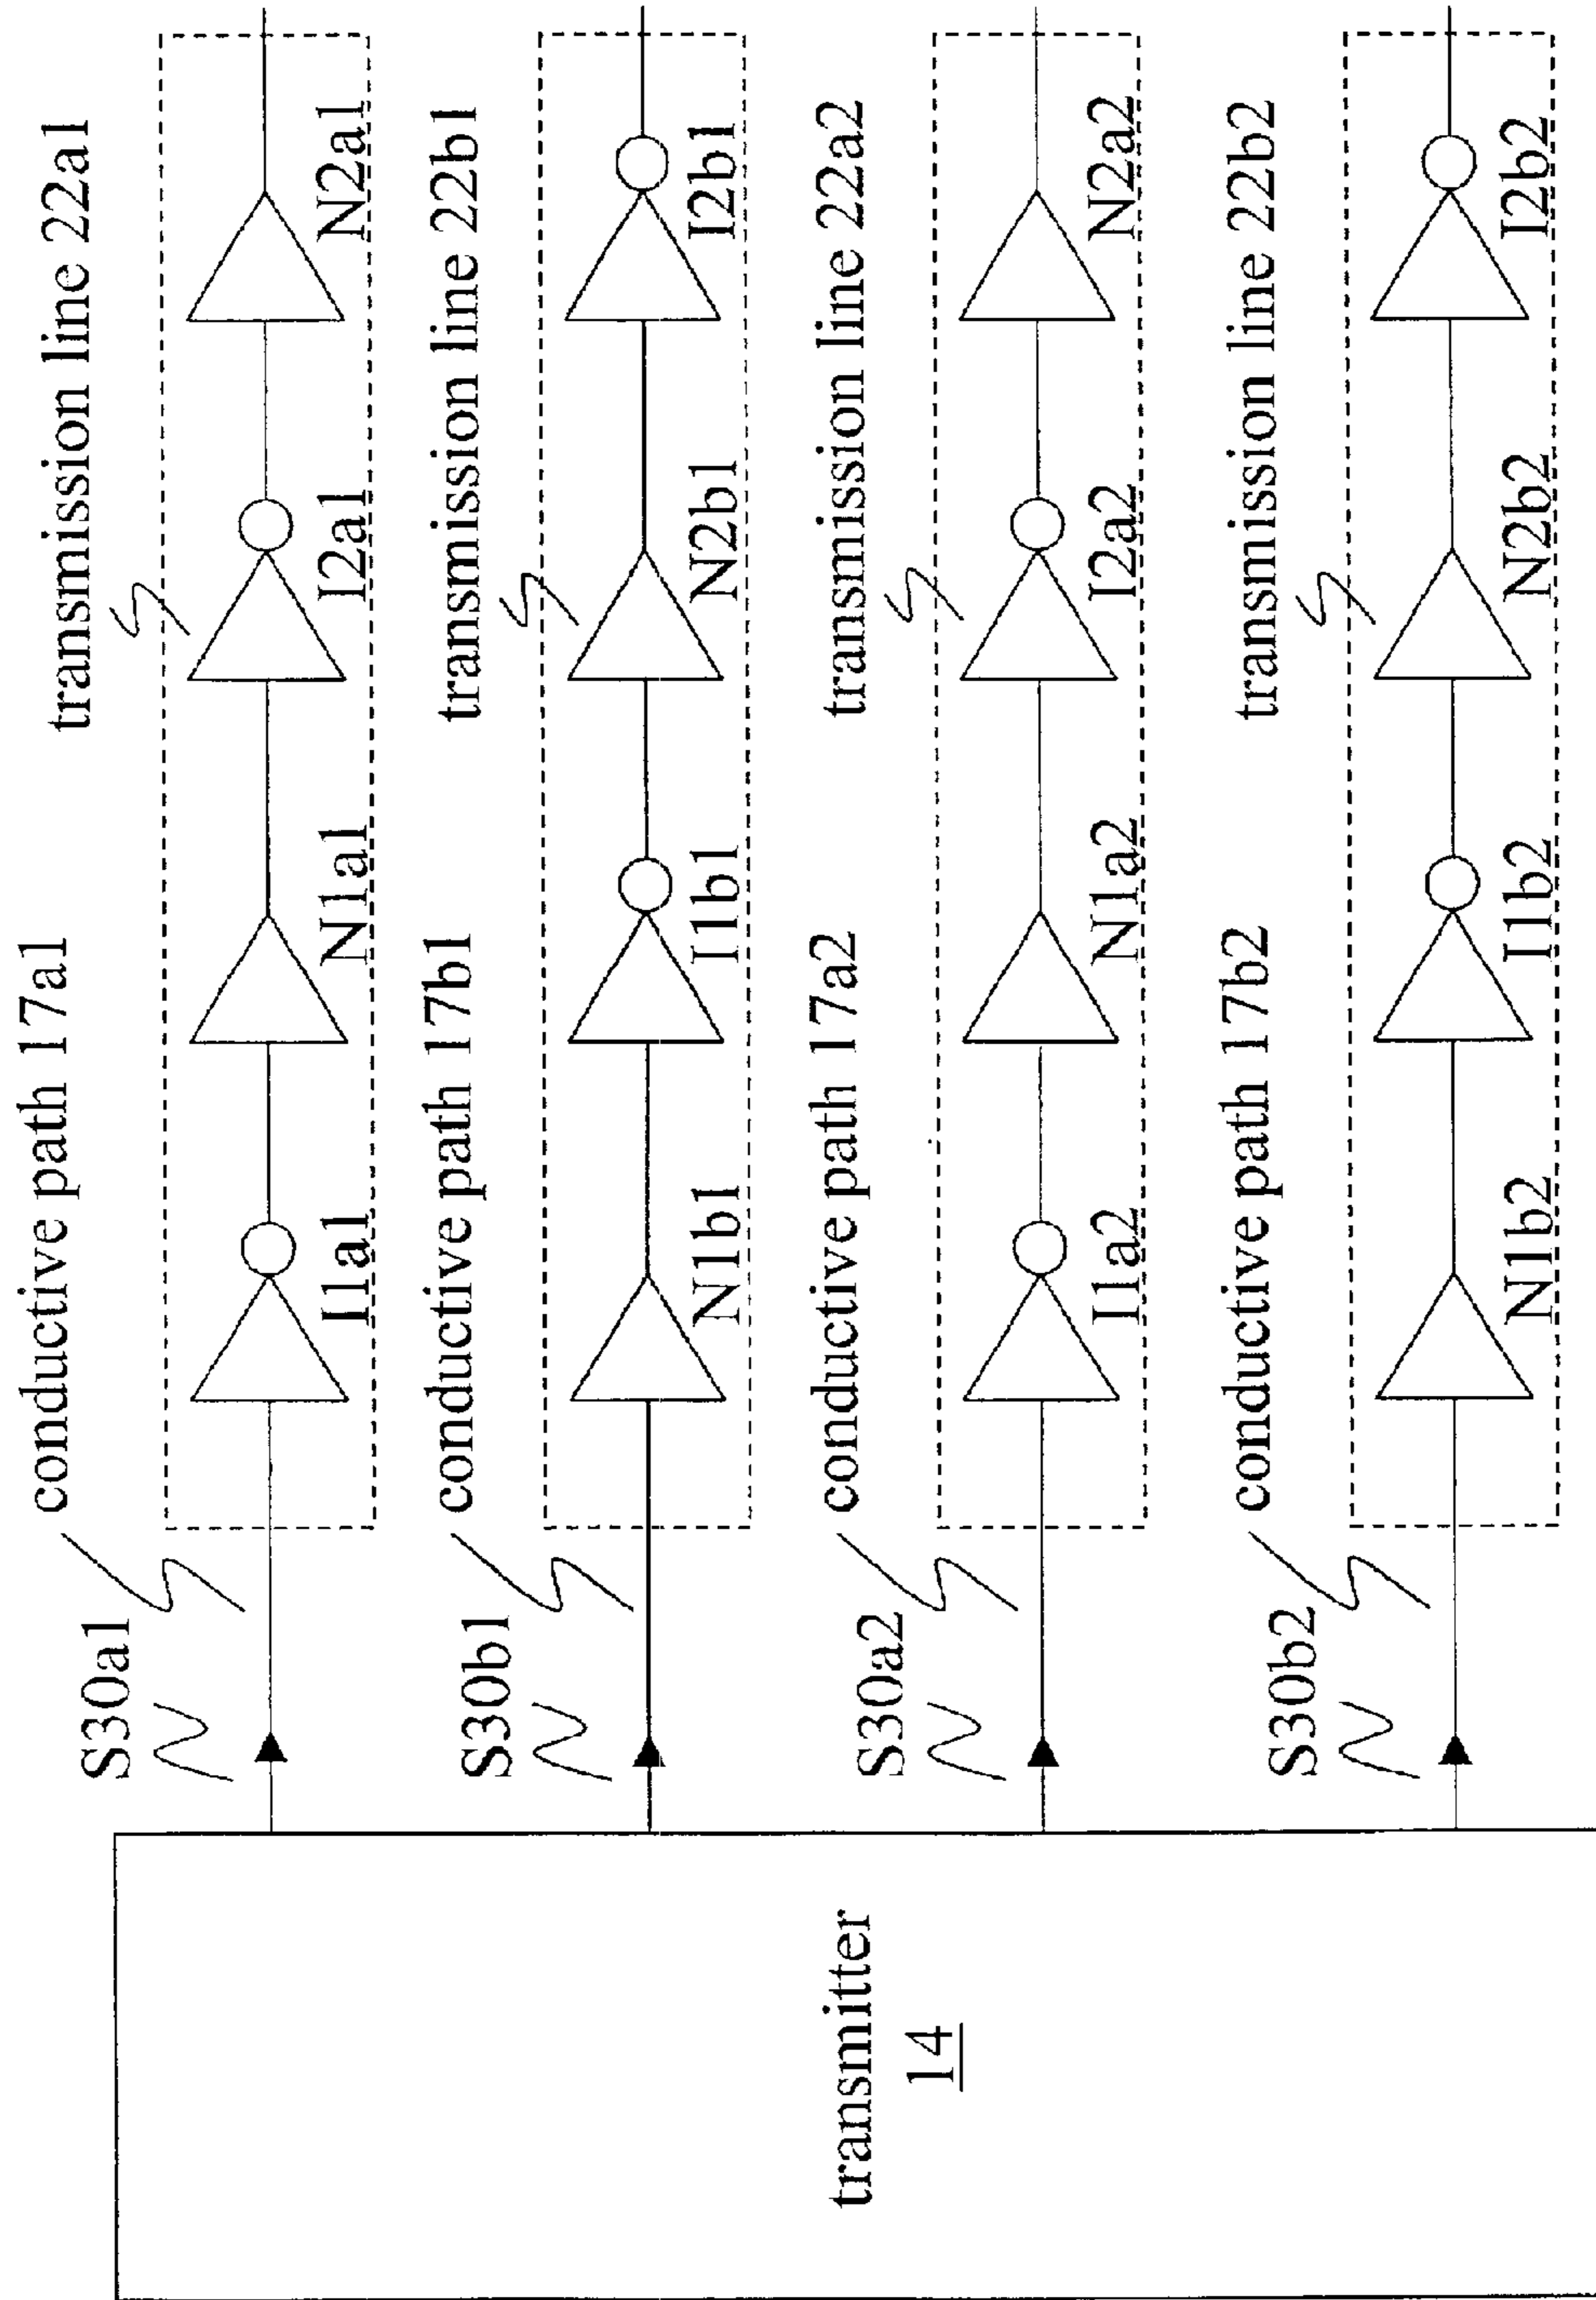 transmitter
14
S30a1
conductive path 17a1
transmission line 22a1
I1a1
N1a1
I2a1
N2a1
S30b1
conductive path 17b1
transmission line 22b1
N1b1
I1b1
N2b1
I2b1
S30a2
conductive path 17a2
transmission line 22a2
I1a2
N1a2
I2a2
N2a2
S30b2
conductive path 17b2
transmission line 22b2
N1b2
I1b2
N2b2
I2b2